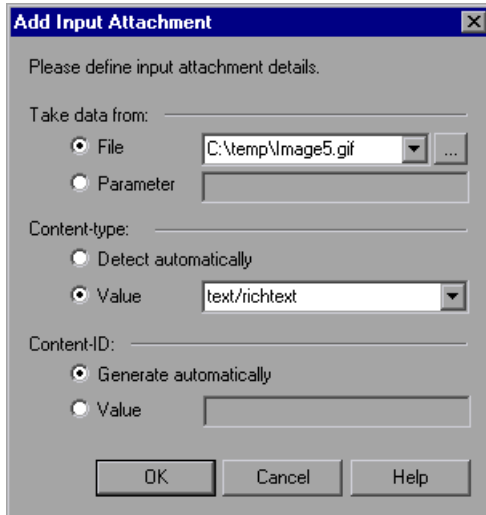 Add Input Attachment
Please define input attachment details.
Take data from:
File C:\temp\Image5.gif ...
Parameter
Content-type:
Detect automatically
Value text/richtext
Content-ID:
Generate automatically
Value
OK Cancel Help